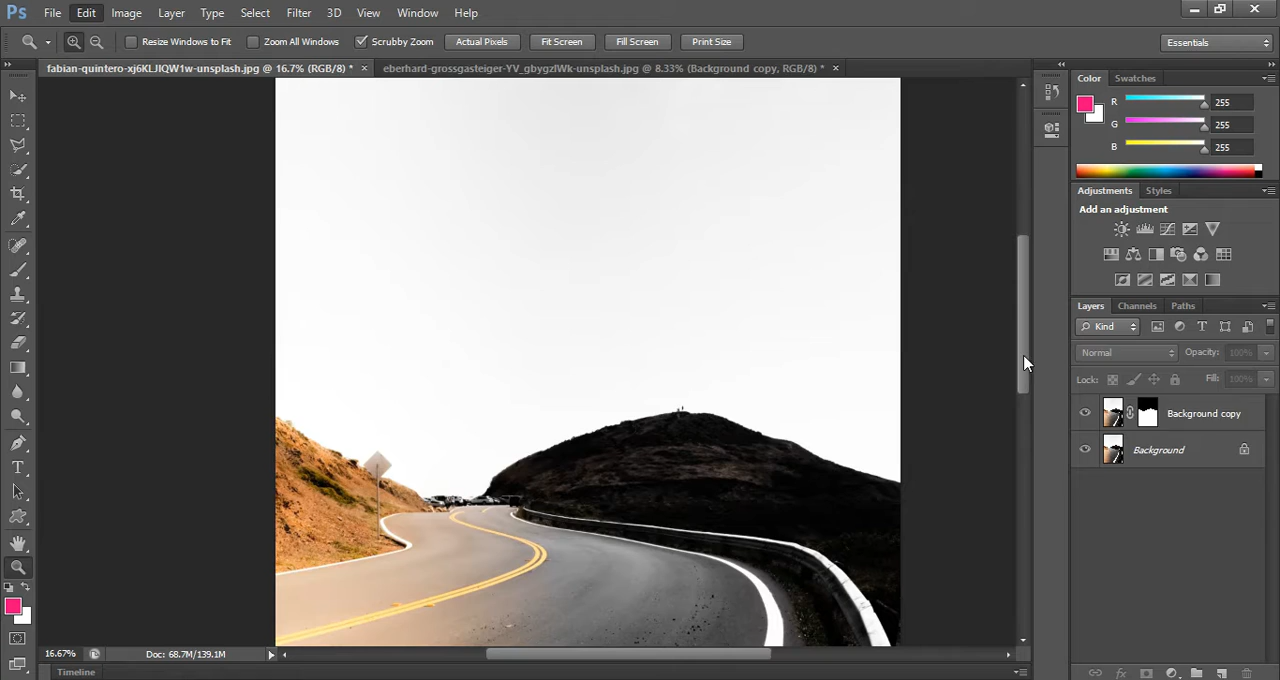 Ps File Edit Image Layer Type Select Filter 3D View Window Help
Resize Windows to Fit Zoom All Windows Scrubby Zoom Actual Pixels Fit Screen Fill Screen Print Size Essentials
fabian-quintero-xj6KLJIQW1w-unsplash.jpg @ 16.7% (RGB/8) * × eberhard-grossgasteiger-YV_gbygzlWk-unsplash.jpg @ 8.33% (Background copy, RGB/8) * ×
Color Swatches
R 255
G 255
B 255
Adjustments Styles
Add an adjustment
Layers Channels Paths
Kind
Normal Opacity: 100%
Lock: Fill: 100%
Background copy
Background
16.67% Doc: 68.7M/139.1M
Timeline